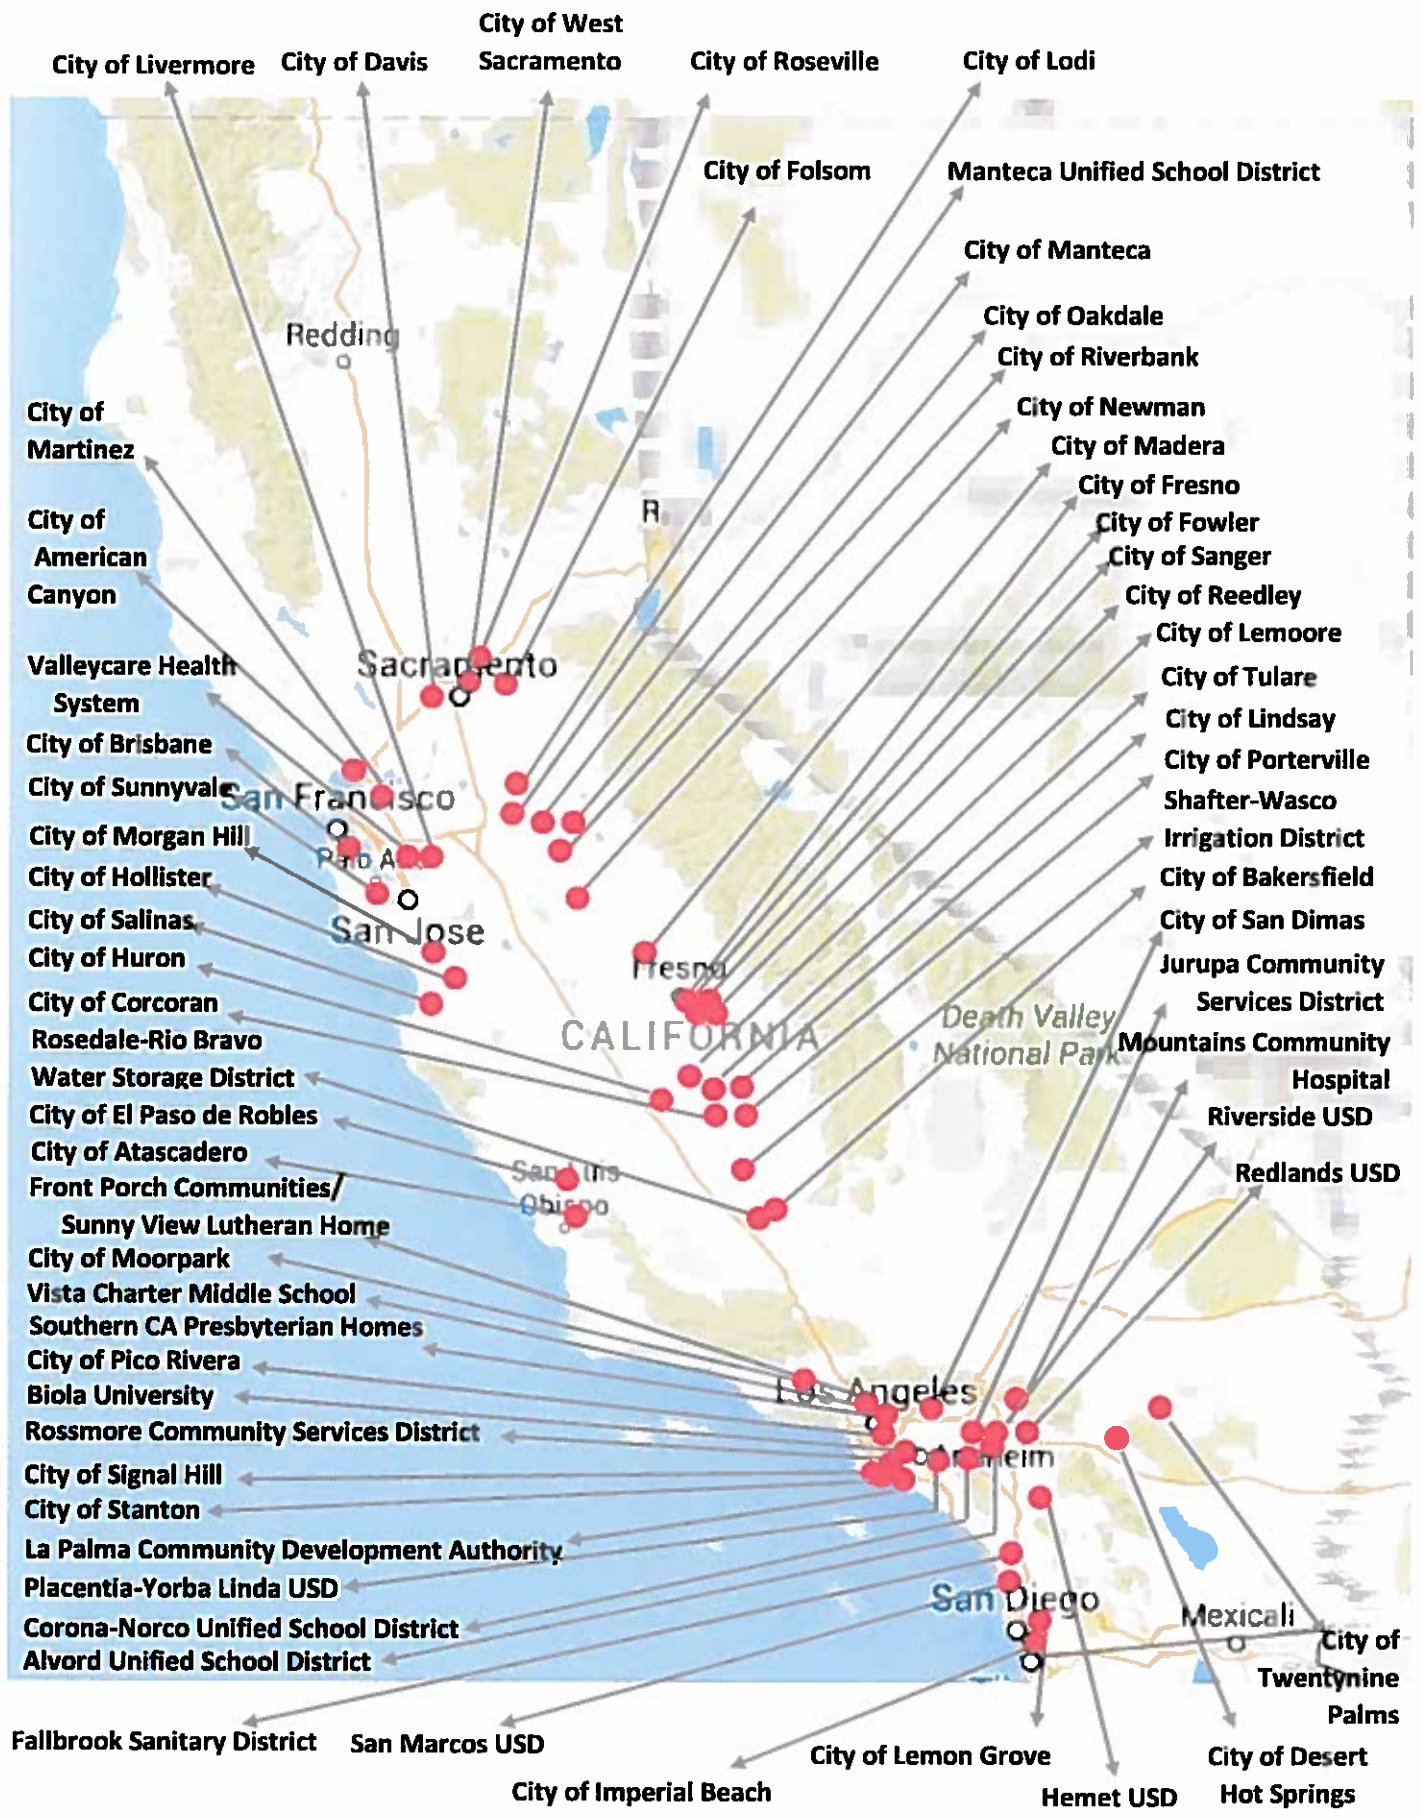 City of West
Sacramento
City of Livermore
City of Davis
City of Roseville
City of Lodi
City of Folsom
Manteca Unified School District
City of Manteca
City of Oakdale
City of Riverbank
City of Newman
City of Madera
City of Fresno
City of Fowler
City of Sanger
City of Reedley
City of Lemoore
City of Tulare
City of Lindsay
City of Porterville
Shafter-Wasco
Irrigation District
City of Bakersfield
City of San Dimas
Jurupa Community
Services District
Mountains Community
Hospital
Riverside USD
Redlands USD
Redding
R
City of
Martinez
City of
American
Canyon
Valleycare Health
System
City of Brisbane
City of Sunnyvale
City of Morgan Hill
City of Hollister
City of Salinas
City of Huron
City of Corcoran
Rosedale-Rio Bravo
Water Storage District
City of El Paso de Robles
City of Atascadero
Front Porch Communities/
Sunny View Lutheran Home
City of Moorpark
Vista Charter Middle School
Southern CA Presbyterian Homes
City of Pico Rivera
Biola University
Rossmore Community Services District
City of Signal Hill
City of Stanton
La Palma Community Development Authority
Placentia-Yorba Linda USD
Corona-Norco Unified School District
Alvord Unified School District
Sacramento
San Francisco
Palo A
San Jose
Fresno
CALIFORNIA
Death Valley
National Park
San Luis
Obispo
Los Angeles
Anaheim
San Diego
Mexicali
City of
Twentynine
Palms
Fallbrook Sanitary District
San Marcos USD
City of Imperial Beach
City of Lemon Grove
Hemet USD
City of Desert
Hot Springs